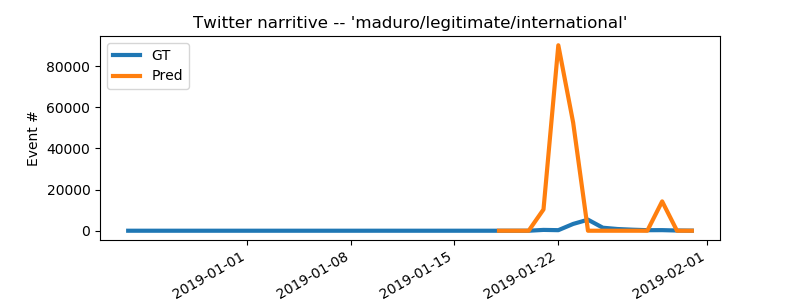 Twitter narritive -- 'maduro/legitimate/international'
GT
Pred
Event #
80000
60000
40000
20000
0
2019-01-01
2019-01-08
2019-01-15
2019-01-22
2019-02-01